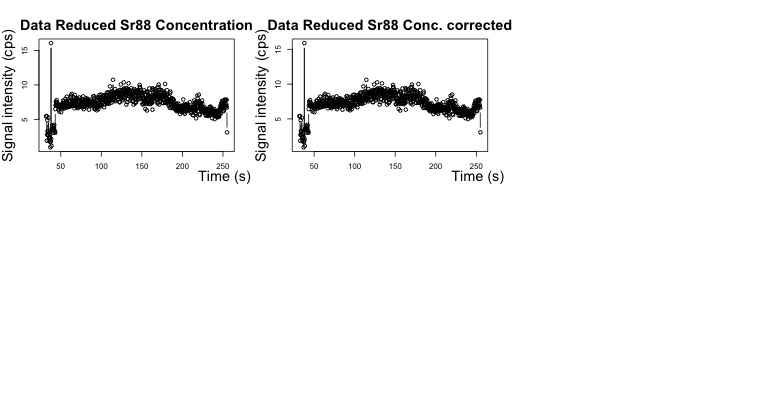 Data Reduced Sr88 Concentration
Signal intensity (cps)
15
10
5
50
100
150
200
250
Time (s)
Data Reduced Sr88 Conc. corrected
Signal intensity (cps)
15
10
5
50
100
150
200
250
Time (s)